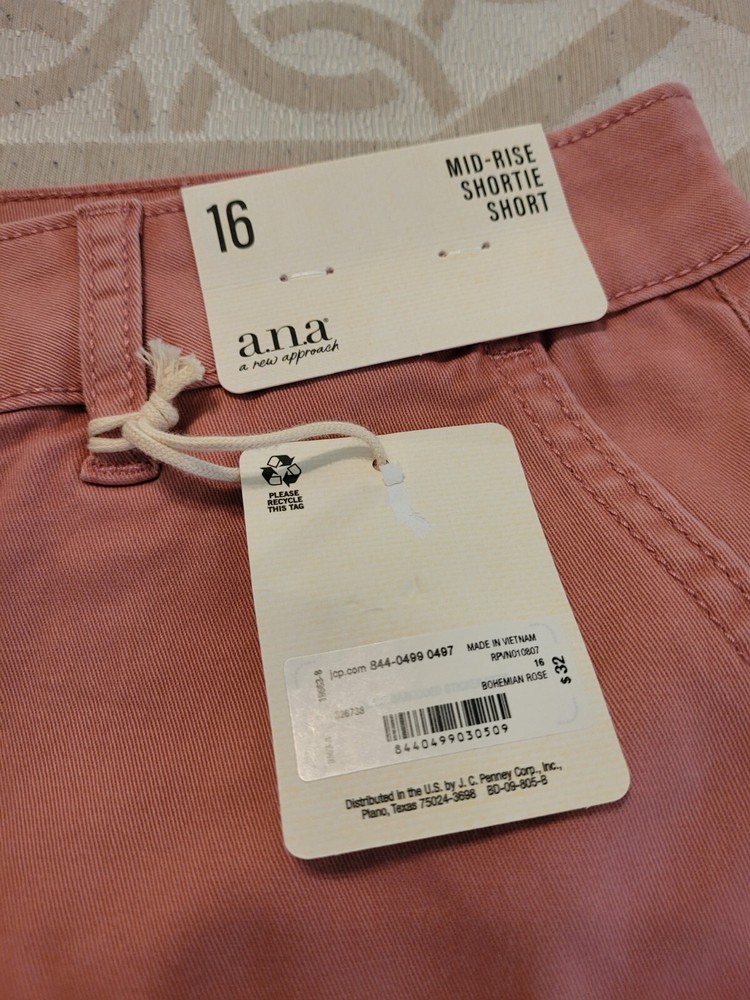 16
MID-RISE
SHORTIE
SHORT
a.n.a®
a new approach
PLEASE
RECYCLE
THIS TAG
jcp.com 844-0499 0497
MADE IN VIETNAM
RPVN010807
16
BOHEMIAN ROSE
$ 32
326738
8440499030509
Distributed in the U.S. by J. C. Penney Corp., Inc.,
Plano, Texas 75024-3698 BD-09-805-B